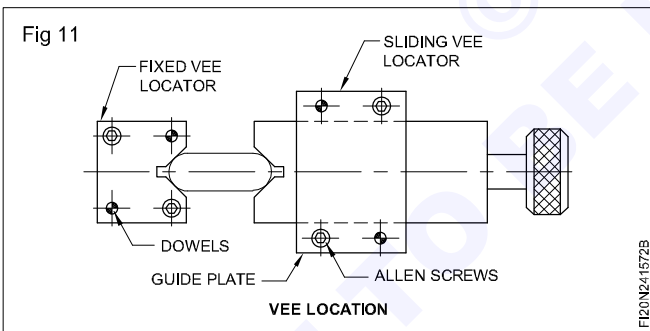 Fig 11
SLIDING VEE
LOCATOR
FIXED VEE
LOCATOR
DOWELS
GUIDE PLATE
ALLEN SCREWS
VEE LOCATION
FI20N241572B